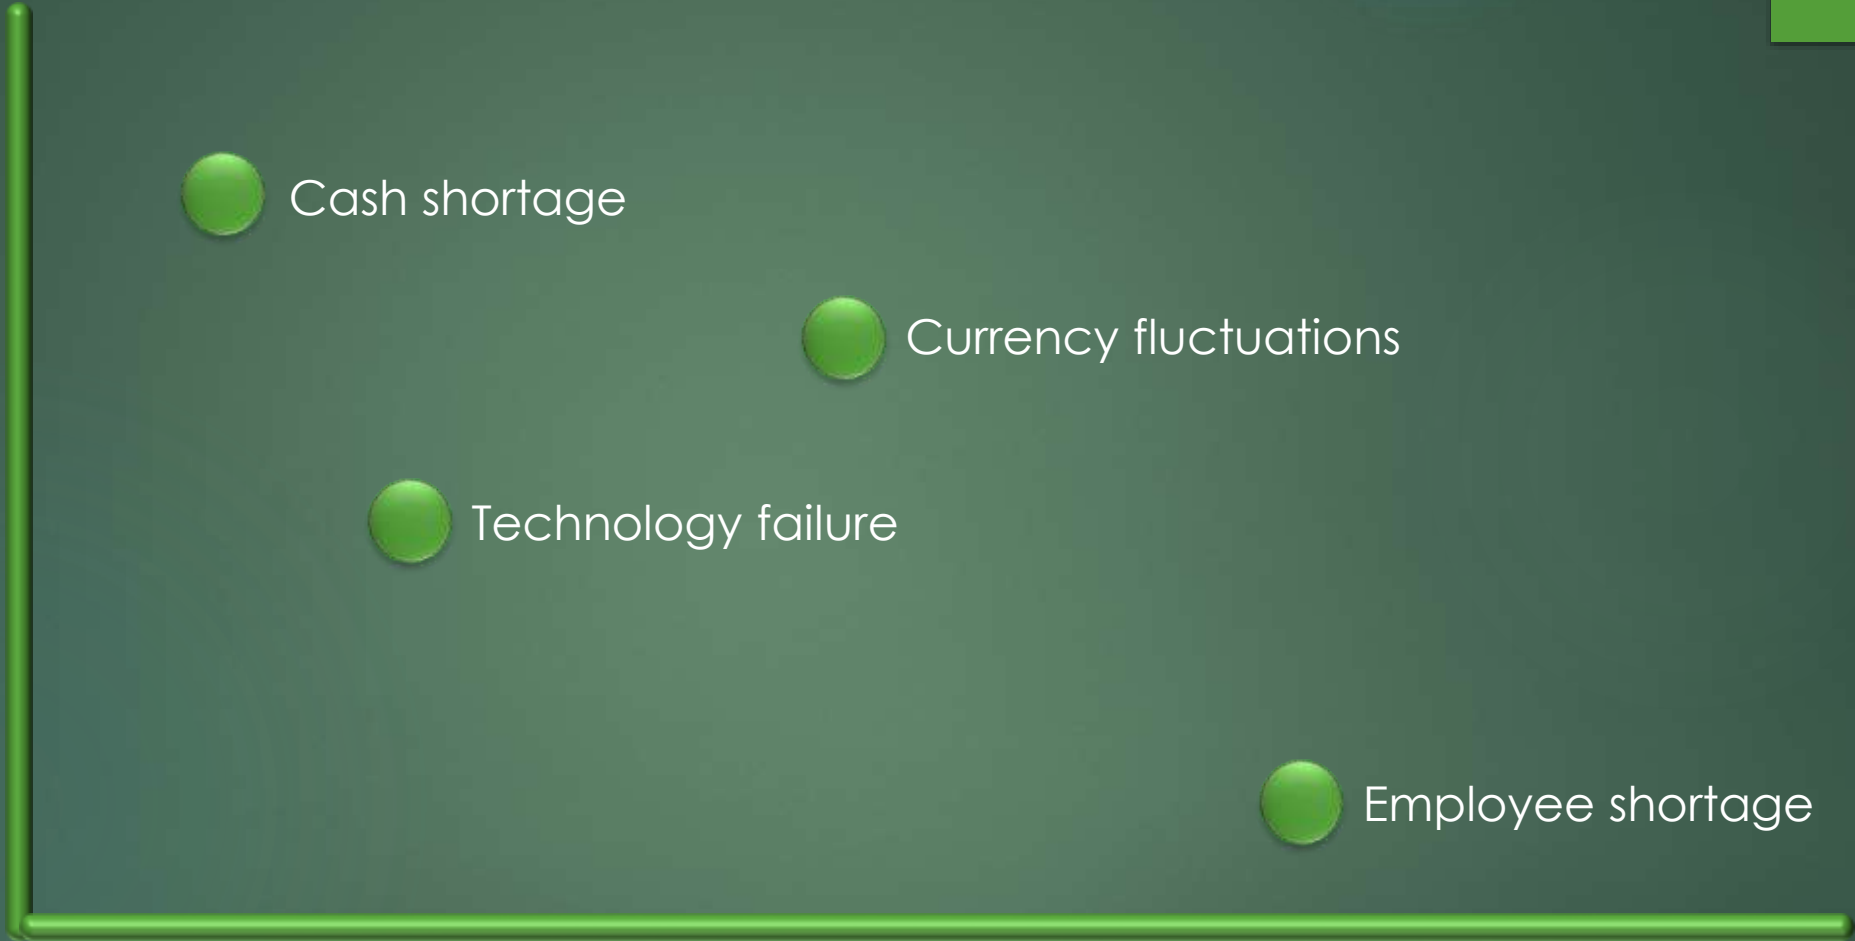 Cash shortage
Currency fluctuations
Technology failure
Employee shortage